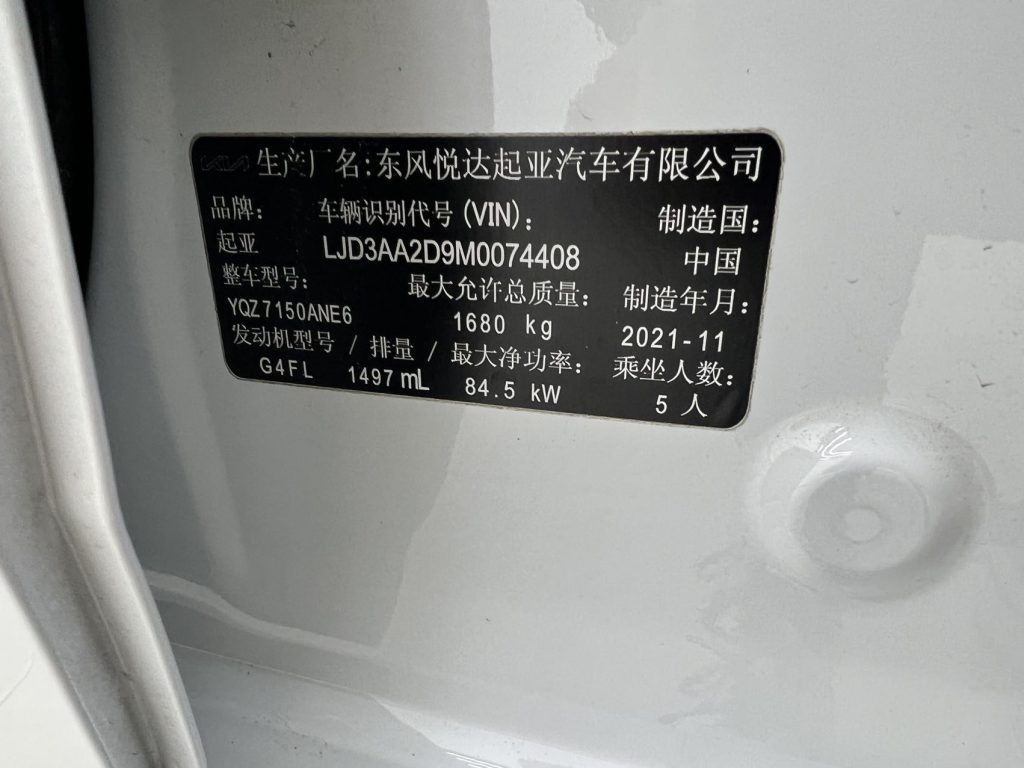 KIA 生产厂名:东风悦达起亚汽车有限公司
品牌: 车辆识别代号(VIN): 制造国:
起亚 LJD3AA2D9M0074408 中国
整车型号: 最大允许总质量: 制造年月:
YQZ7150ANE6 1680 kg 2021-11
发动机型号 / 排量 / 最大净功率: 乘坐人数:
G4FL 1497mL 84.5 kW 5 人